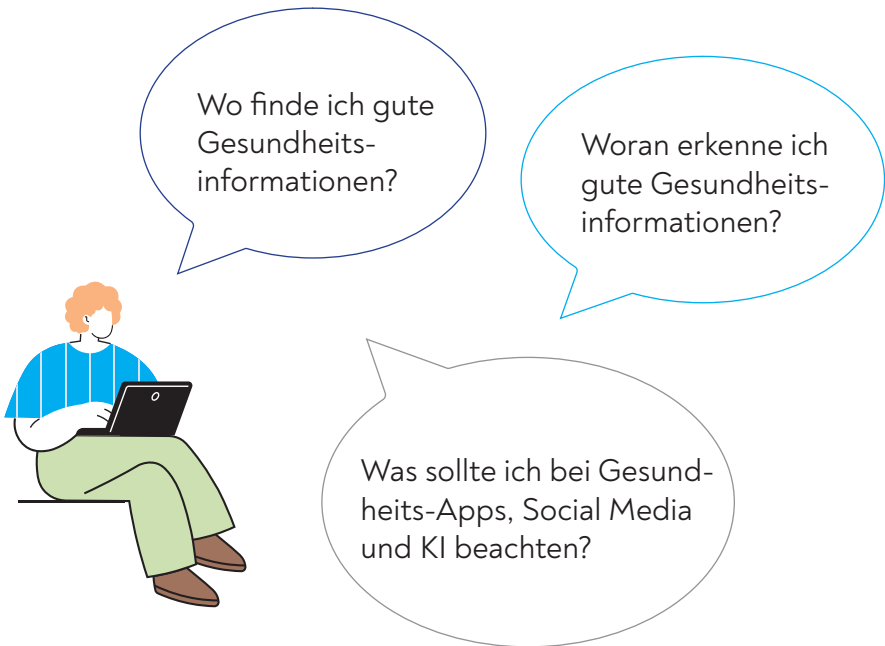 Wo finde ich gute
Gesundheits-
informationen?
Woran erkenne ich
gute Gesundheits-
informationen?
Was sollte ich bei Gesund-
heits-Apps, Social Media
und KI beachten?